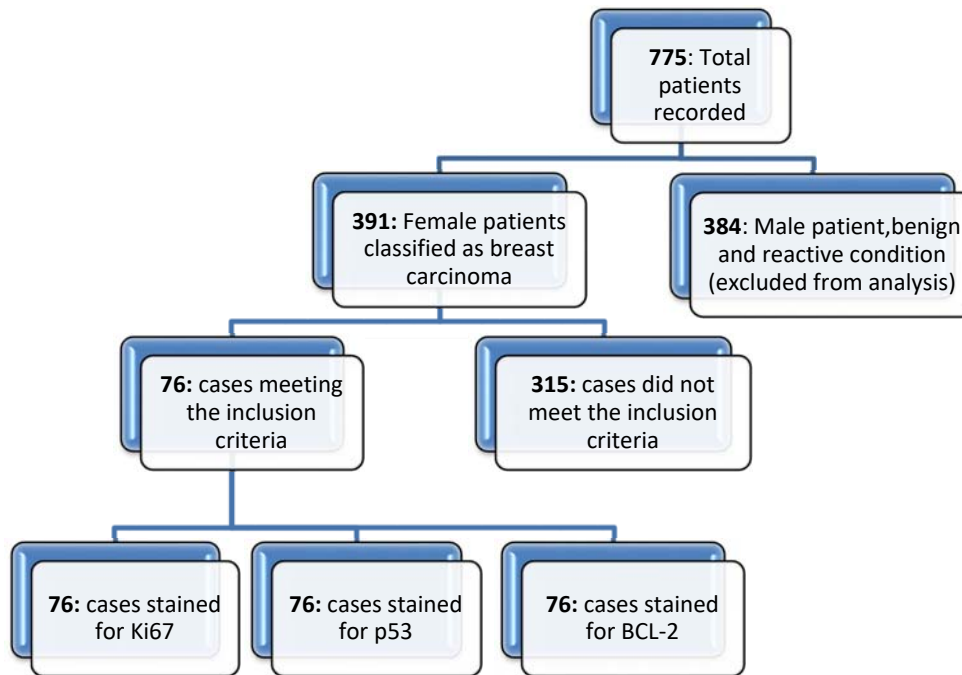 775: Total
patients
recorded
391: Female patients
classified as breast
carcinoma
384: Male patient,benign
and reactive condition
(excluded from analysis)
76: cases meeting
the inclusion
criteria
315: cases did not
meet the inclusion
criteria
76: cases stained
for Ki67
76: cases stained
for p53
76: cases stained
for BCL-2